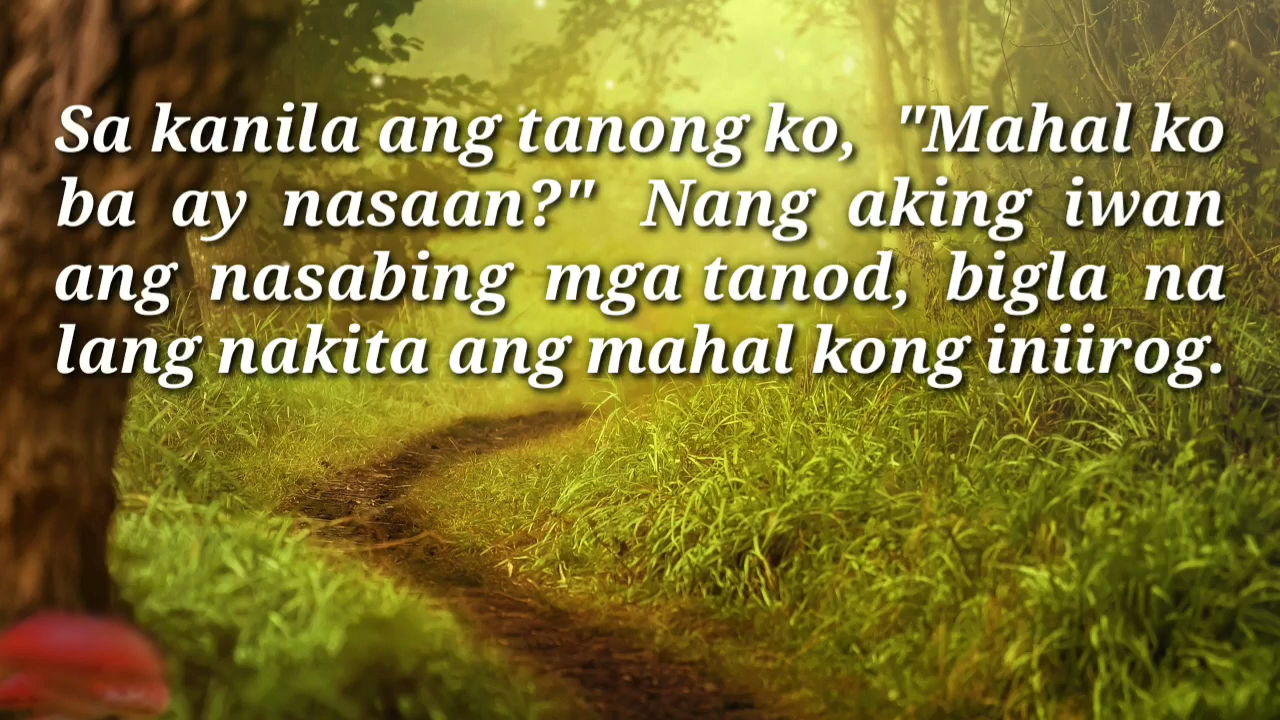 Sa kanila ang tanong ko, "Mahal ko
ba ay nasaan?" Nang aking iwan
ang nasabing mga tanod, bigla na
lang nakita ang mahal kong iniirog.